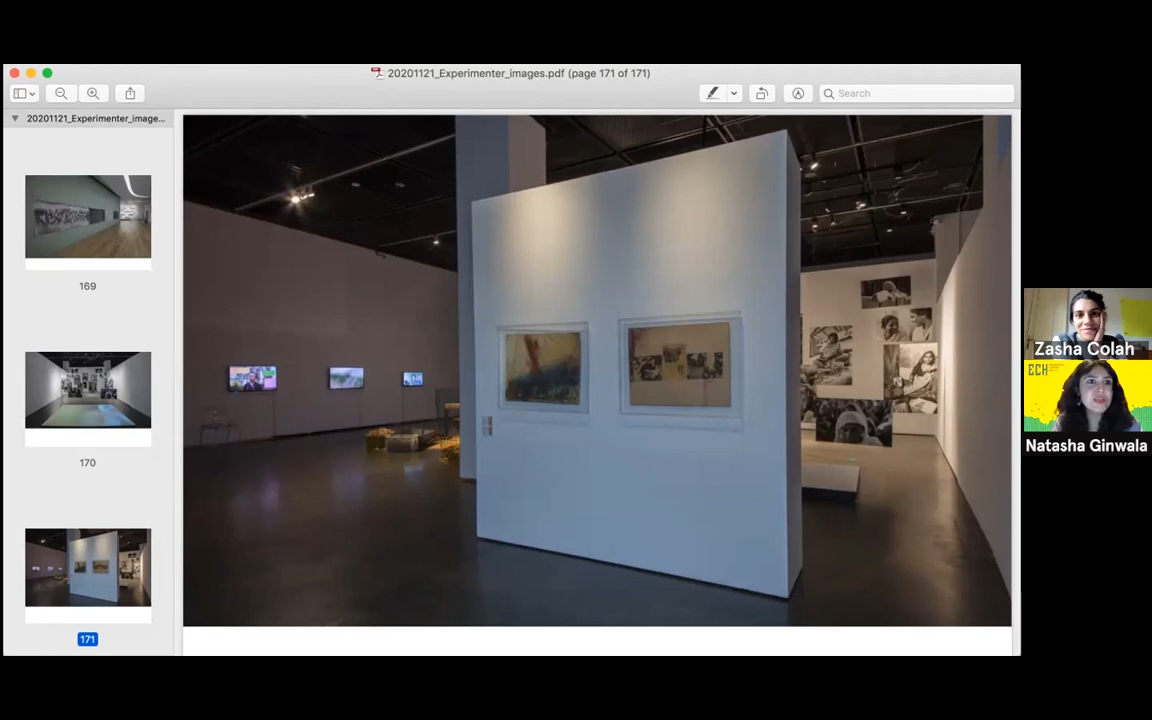 20201121_Experimenter_images.pdf (page 171 of 171)
Search
20201121_Experimenter_image...
169
170
171
Zasha Colah
ECH
Natasha Ginwala